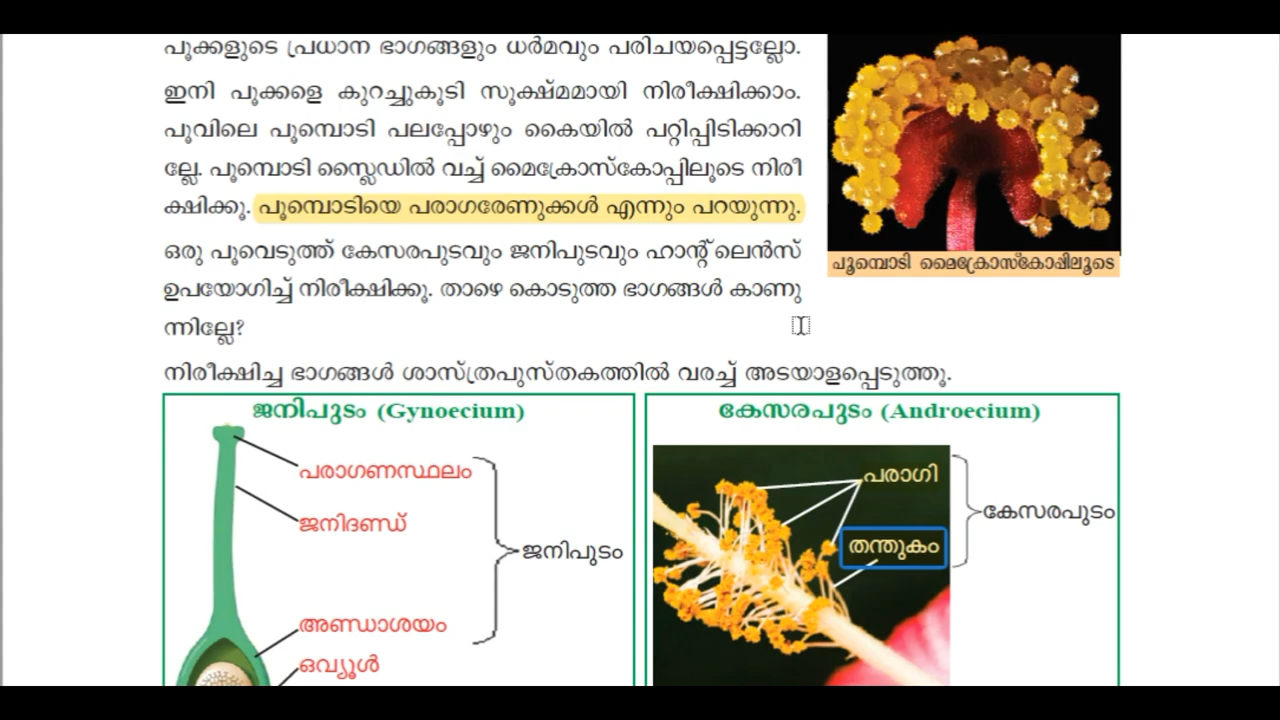 പൂക്കളുടെ പ്രധാന ഭാഗങ്ങളും ധർമവും പരിചയപ്പെട്ടല്ലോ.
ഇനി പൂക്കളെ കുറച്ചുകൂടി സൂക്ഷ്മമായി നിരീക്ഷിക്കാം.
പൂവിലെ പൂമ്പൊടി പലപ്പോഴും കൈയിൽ പറ്റിപ്പിടിക്കാറി
ല്ലേ. പൂമ്പൊടി സ്ലൈഡിൽ വച്ച് മൈക്രോസ്കോപ്പിലൂടെ നിരീ
ക്ഷിക്കൂ. പൂമ്പൊടിയെ പരാഗരേണുക്കൾ എന്നും പറയുന്നു.
ഒരു പൂവെടുത്ത് കേസരപുടവും ജനിപുടവും ഹാന്റ് ലെൻസ്
ഉപയോഗിച്ച് നിരീക്ഷിക്കൂ. താഴെ കൊടുത്ത ഭാഗങ്ങൾ കാണു
ന്നില്ലേ?
പൂമ്പൊടി മൈക്രോസ്കോപ്പിലൂടെ
നിരീക്ഷിച്ച ഭാഗങ്ങൾ ശാസ്ത്രപുസ്തകത്തിൽ വരച്ച് അടയാളപ്പെടുത്തൂ.
ജനിപുടം (Gynoecium)
പരാഗണസ്ഥലം
ജനിദണ്ഡ്
ജനിപുടം
അണ്ഡാശയം
ഒവ്യൂൾ
കേസരപുടം (Androecium)
പരാഗി
കേസരപുടം
തന്തുകം